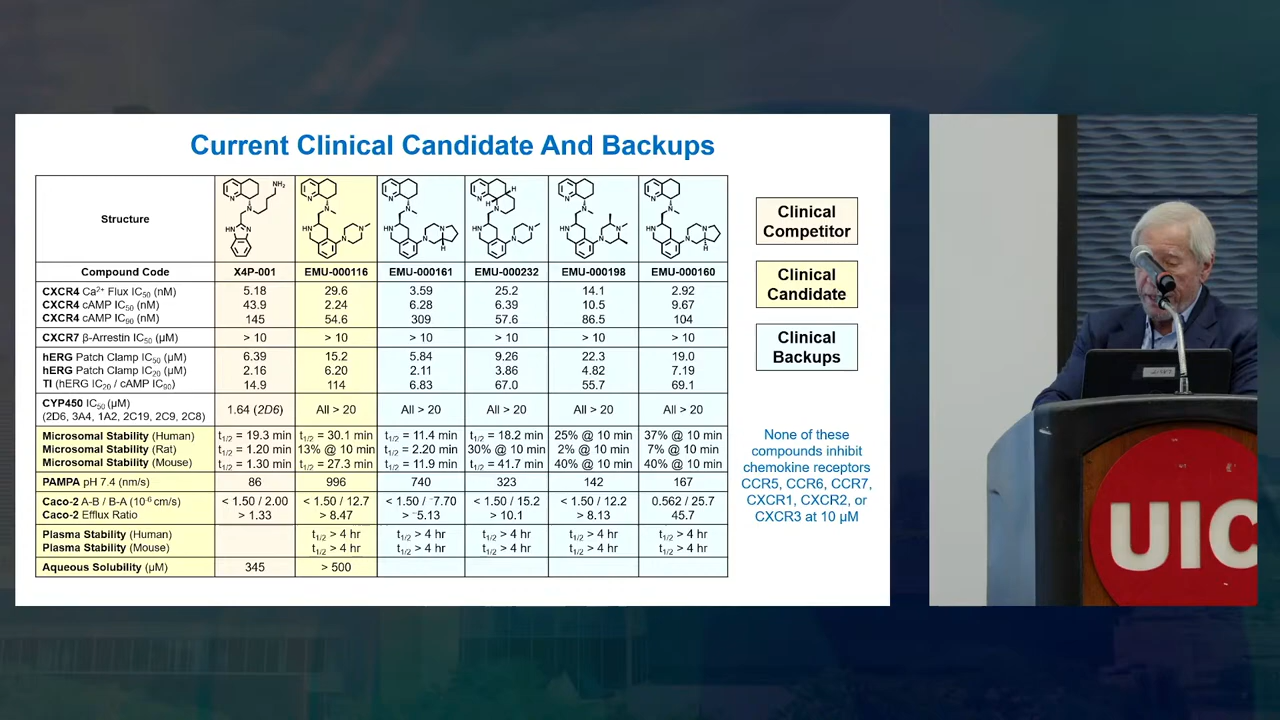 Current Clinical Candidate And Backups
Structure
Compound Code X4P-001 EMU-000116 EMU-000161 EMU-000232 EMU-000198 EMU-000160
CXCR4 Ca2+ Flux IC50 (nM) 5.18 29.6 3.59 25.2 14.1 2.92
CXCR4 cAMP IC50 (nM) 43.9 2.24 6.28 6.39 10.5 9.67
CXCR4 cAMP IC90 (nM) 145 54.6 309 57.6 86.5 104
CXCR7 β-Arrestin IC50 (μM) > 10 > 10 > 10 > 10 > 10 > 10
hERG Patch Clamp IC50 (μM) 6.39 15.2 5.84 9.26 22.3 19.0
hERG Patch Clamp IC20 (μM) 2.16 6.20 2.11 3.86 4.82 7.19
TI (hERG IC20 / cAMP IC90) 14.9 114 6.83 67.0 55.7 69.1
CYP450 IC50 (μM)
(2D6, 3A4, 1A2, 2C19, 2C9, 2C8) 1.64 (2D6) All > 20 All > 20 All > 20 All > 20 All > 20
Microsomal Stability (Human) t1/2 = 19.3 min t1/2 = 30.1 min t1/2 = 11.4 min t1/2 = 18.2 min 25% @ 10 min 37% @ 10 min
Microsomal Stability (Rat) t1/2 = 1.20 min 13% @ 10 min t1/2 = 2.20 min 30% @ 10 min 2% @ 10 min 7% @ 10 min
Microsomal Stability (Mouse) t1/2 = 1.30 min t1/2 = 27.3 min t1/2 = 11.9 min t1/2 = 41.7 min 40% @ 10 min 40% @ 10 min
PAMPA pH 7.4 (nm/s) 86 996 740 323 142 167
Caco-2 A-B / B-A (10-6 cm/s) < 1.50 / 2.00 < 1.50 / 12.7 < 1.50 / ~7.70 < 1.50 / 15.2 < 1.50 / 12.2 0.562 / 25.7
Caco-2 Efflux Ratio > 1.33 > 8.47 > ~5.13 > 10.1 > 8.13 45.7
Plasma Stability (Human) t1/2 > 4 hr t1/2 > 4 hr t1/2 > 4 hr t1/2 > 4 hr t1/2 > 4 hr
Plasma Stability (Mouse) t1/2 > 4 hr t1/2 > 4 hr t1/2 > 4 hr t1/2 > 4 hr t1/2 > 4 hr
Aqueous Solubility (μM) 345 > 500
Clinical
Competitor
Clinical
Candidate
Clinical
Backups
None of these
compounds inhibit
chemokine receptors
CCR5, CCR6, CCR7,
CXCR1, CXCR2, or
CXCR3 at 10 μM
UIC